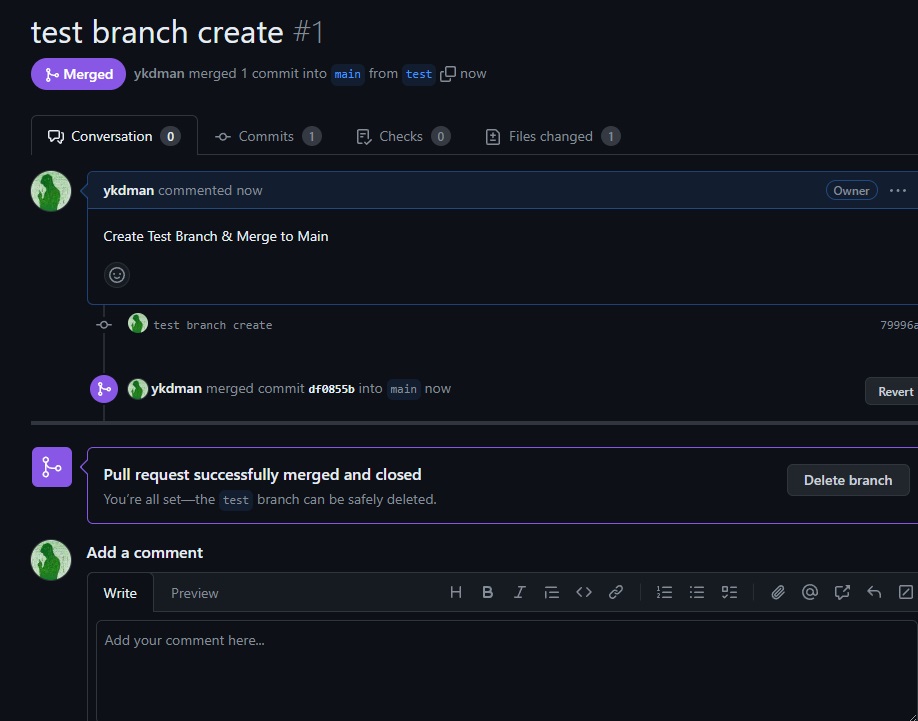 test branch create #1
Merged ykdman merged 1 commit into main from test now
Conversation 0 Commits 1 Checks 0 Files changed 1
ykdman commented now Owner
Create Test Branch & Merge to Main
test branch create 79996a
ykdman merged commit df0855b into main now
Revert
Pull request successfully merged and closed
You're all set—the test branch can be safely deleted.
Delete branch
Add a comment
Write Preview
Add your comment here...